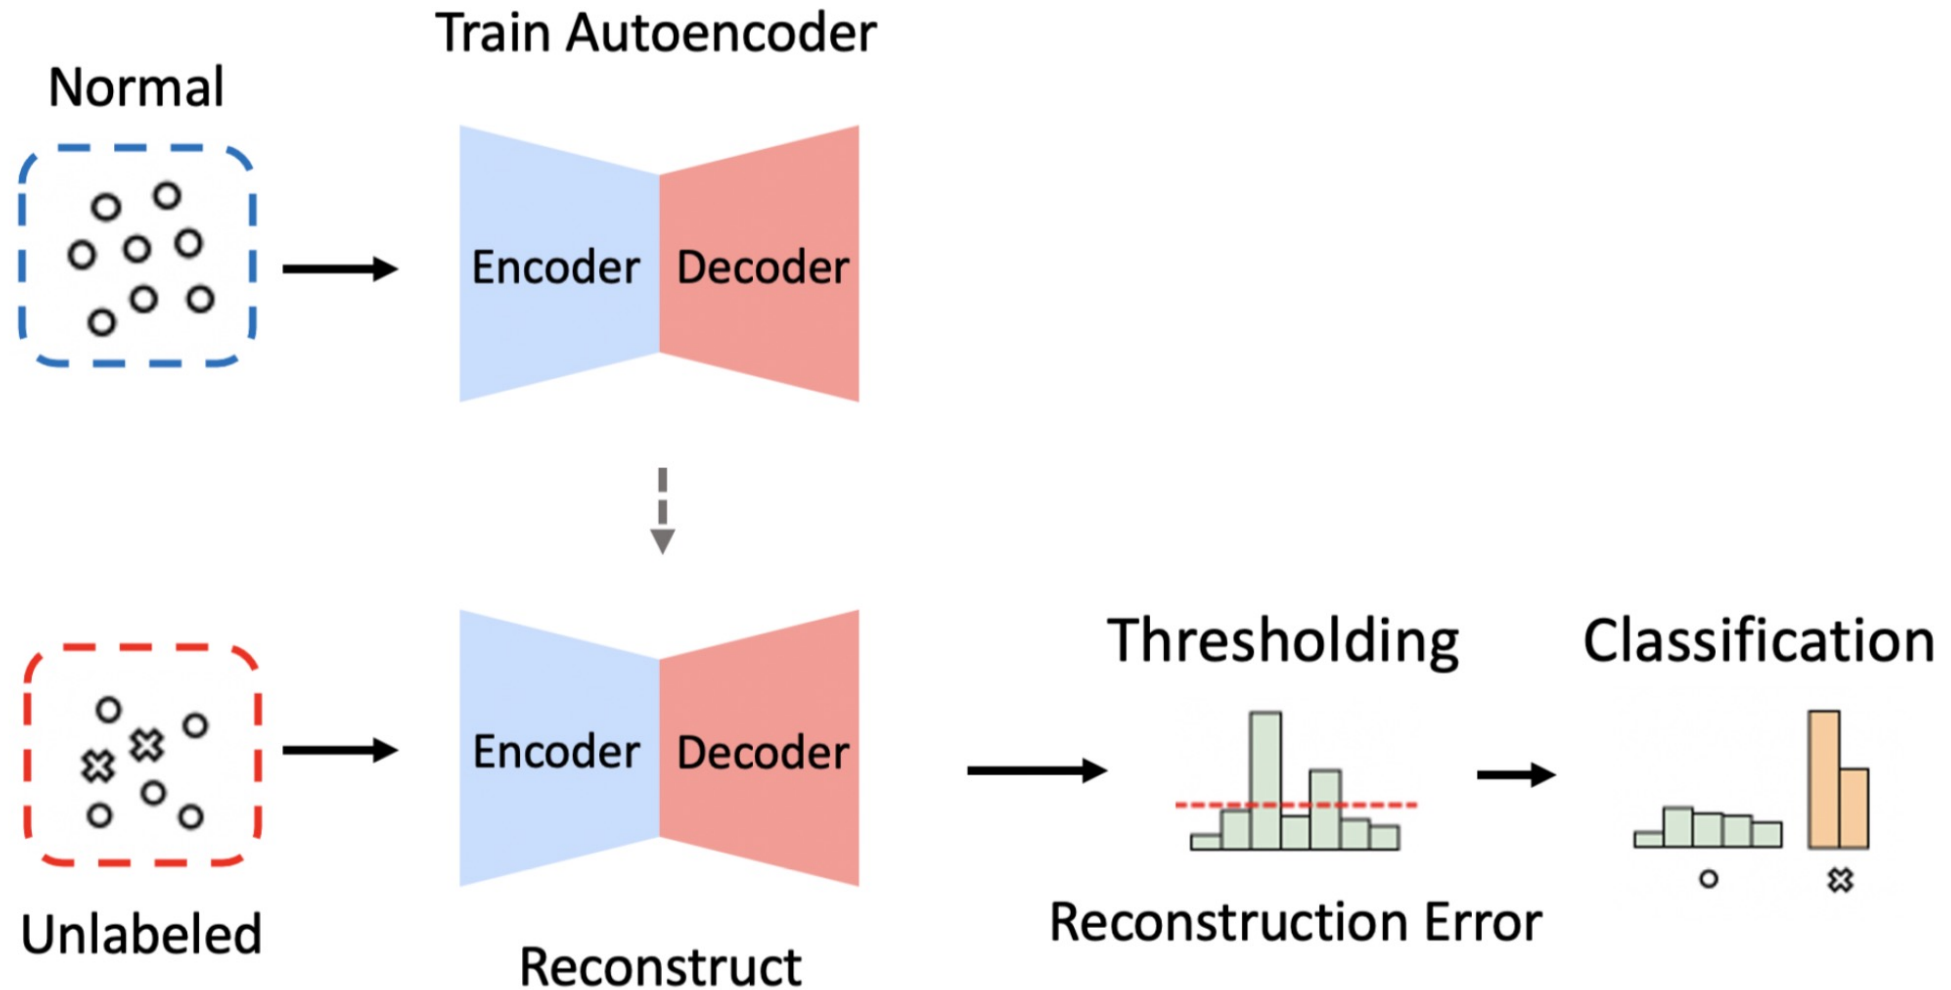 Train Autoencoder
Normal
Encoder
Decoder
Unlabeled
Encoder
Decoder
Reconstruct
Thresholding
Reconstruction Error
Classification